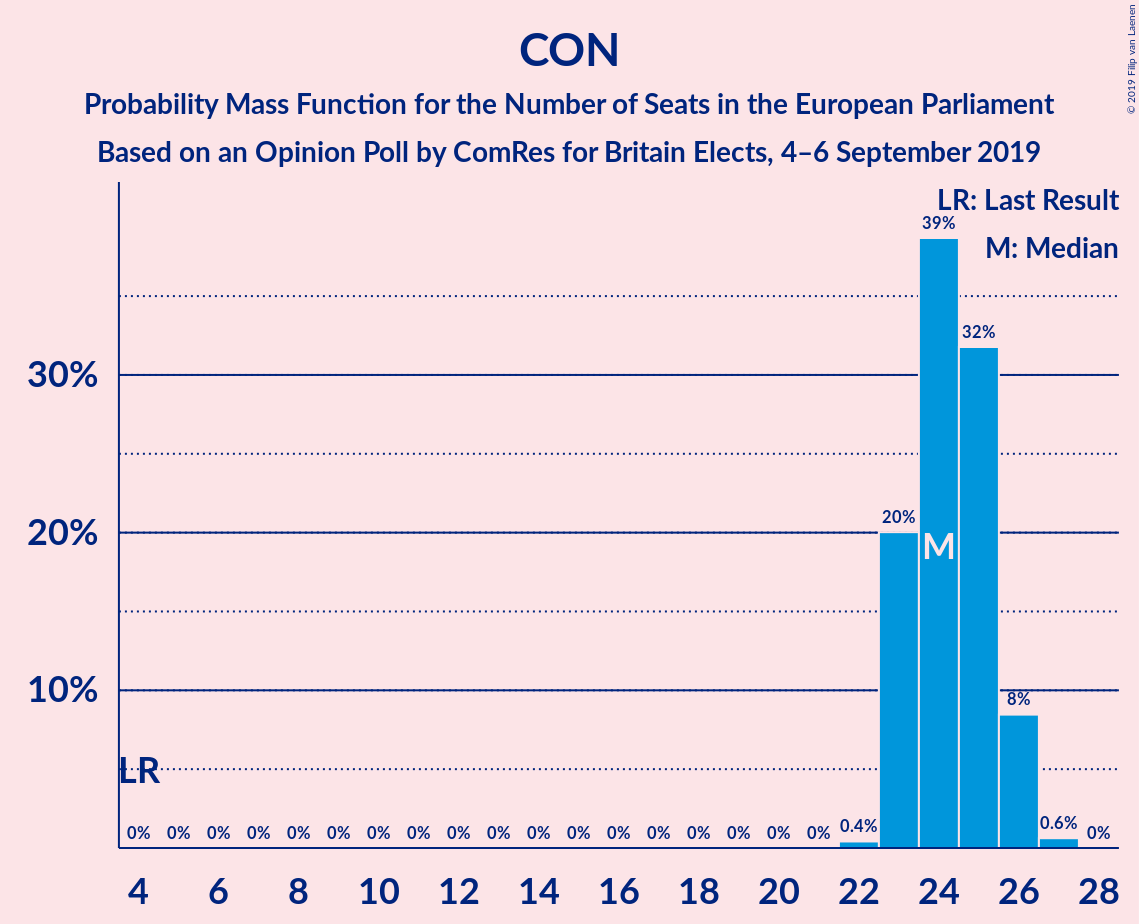 CON
Probability Mass Function for the Number of Seats in the European Parliament
Based on an Opinion Poll by ComRes for Britain Elects, 4–6 September 2019
© 2019 Filip van Laenen
LR: Last Result
M: Median
39%
32%
30%
20%
20%
M
10%
8%
LR
0% 0% 0% 0% 0% 0% 0% 0% 0% 0% 0% 0% 0% 0% 0% 0% 0% 0% 0.4% 0.6% 0%
4 6 8 10 12 14 16 18 20 22 24 26 28